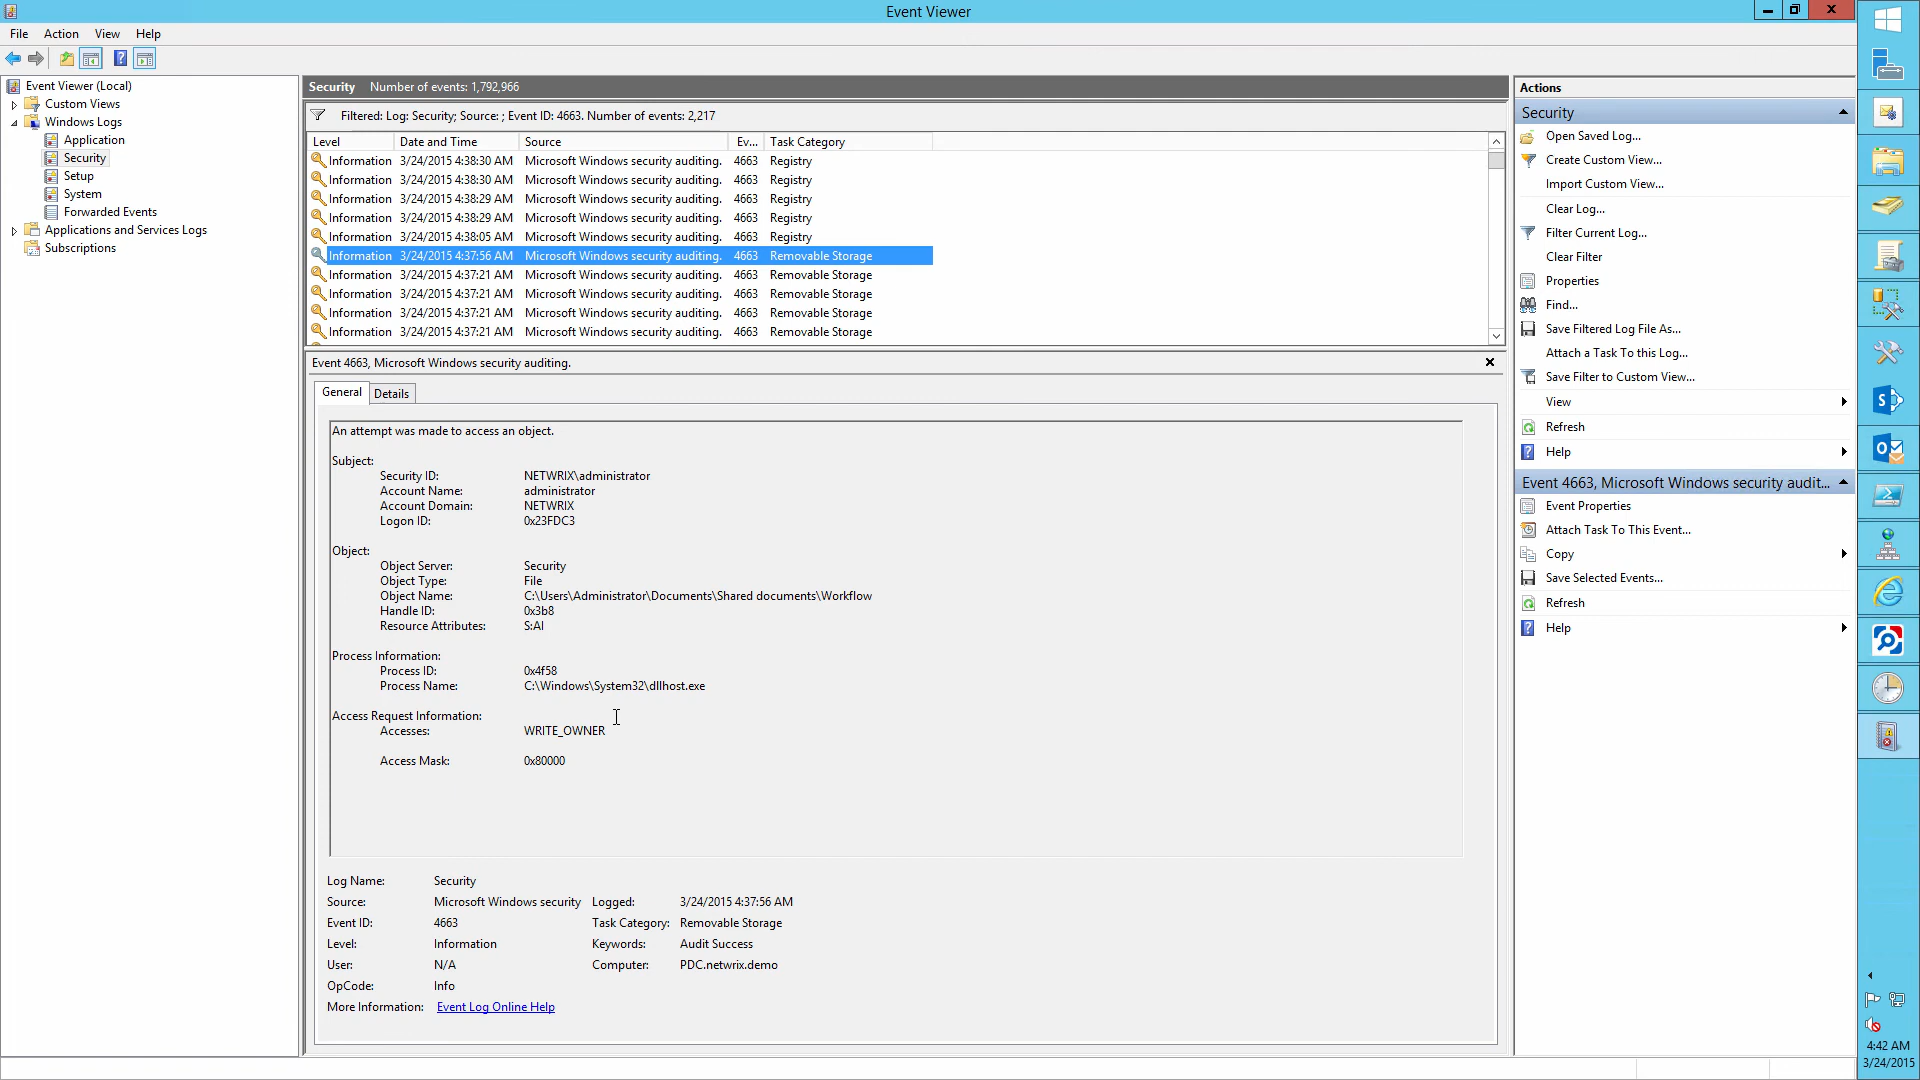 Event Viewer
File Action View Help
Event Viewer (Local)
Custom Views
Windows Logs
Application
Security
Setup
System
Forwarded Events
Applications and Services Logs
Subscriptions
Security Number of events: 1,792,966
Filtered: Log: Security; Source: ; Event ID: 4663. Number of events: 2,217
Level Date and Time Source Ev... Task Category
Information 3/24/2015 4:38:30 AM Microsoft Windows security auditing. 4663 Registry
Information 3/24/2015 4:38:30 AM Microsoft Windows security auditing. 4663 Registry
Information 3/24/2015 4:38:29 AM Microsoft Windows security auditing. 4663 Registry
Information 3/24/2015 4:38:29 AM Microsoft Windows security auditing. 4663 Registry
Information 3/24/2015 4:38:05 AM Microsoft Windows security auditing. 4663 Registry
Information 3/24/2015 4:37:56 AM Microsoft Windows security auditing. 4663 Removable Storage
Information 3/24/2015 4:37:21 AM Microsoft Windows security auditing. 4663 Removable Storage
Information 3/24/2015 4:37:21 AM Microsoft Windows security auditing. 4663 Removable Storage
Information 3/24/2015 4:37:21 AM Microsoft Windows security auditing. 4663 Removable Storage
Information 3/24/2015 4:37:21 AM Microsoft Windows security auditing. 4663 Removable Storage
Event 4663, Microsoft Windows security auditing.
General Details
An attempt was made to access an object.
Subject:
Security ID: NETWRIX\administrator
Account Name: administrator
Account Domain: NETWRIX
Logon ID: 0x23FDC3
Object:
Object Server: Security
Object Type: File
Object Name: C:\Users\Administrator\Documents\Shared documents\Workflow
Handle ID: 0x3b8
Resource Attributes: S:AI
Process Information:
Process ID: 0x4f58
Process Name: C:\Windows\System32\dllhost.exe
Access Request Information:
Accesses: WRITE_OWNER
Access Mask: 0x80000
Log Name: Security
Source: Microsoft Windows security Logged: 3/24/2015 4:37:56 AM
Event ID: 4663 Task Category: Removable Storage
Level: Information Keywords: Audit Success
User: N/A Computer: PDC.netwrix.demo
OpCode: Info
More Information: Event Log Online Help
Actions
Security
Open Saved Log...
Create Custom View...
Import Custom View...
Clear Log...
Filter Current Log...
Clear Filter
Properties
Find...
Save Filtered Log File As...
Attach a Task To this Log...
Save Filter to Custom View...
View
Refresh
Help
Event 4663, Microsoft Windows security audit...
Event Properties
Attach Task To This Event...
Copy
Save Selected Events...
Refresh
Help
4:42 AM
3/24/2015